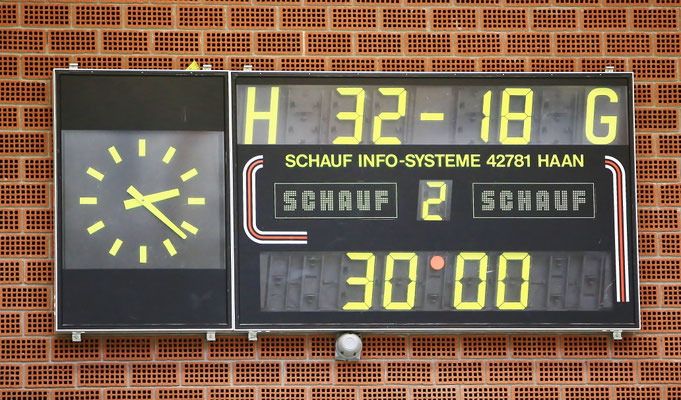 H 32-18 G
SCHAUF INFO-SYSTEME 42781 HAAN
SCHAUF 2 SCHAUF
30:00